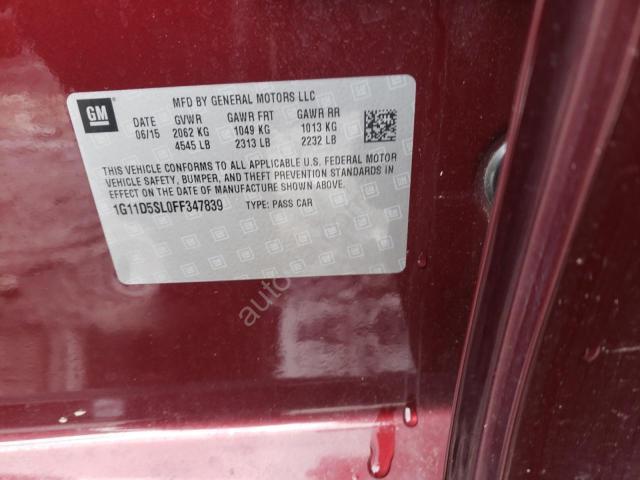 GM
MFD BY GENERAL MOTORS LLC
DATE GVWR GAWR FRT GAWR RR
06/15 2062 KG 1049 KG 1013 KG
4545 LB 2313 LB 2232 LB
THIS VEHICLE CONFORMS TO ALL APPLICABLE U.S. FEDERAL MOTOR
VEHICLE SAFETY, BUMPER, AND THEFT PREVENTION STANDARDS IN
EFFECT ON THE DATE OF MANUFACTURE SHOWN ABOVE.
1G11D5SL0FF347839 TYPE: PASS CAR